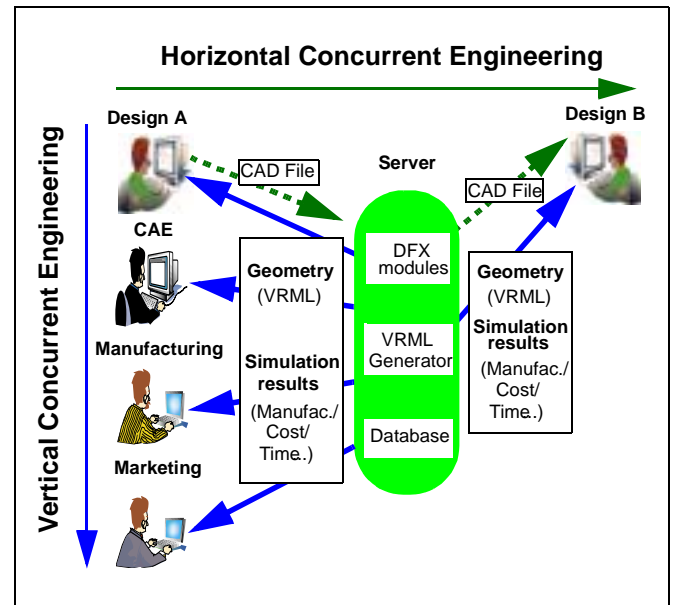 Horizontal Concurrent Engineering
Vertical Concurrent Engineering
Design A
Design B
Server
CAD File
CAD File
CAE
DFX
modules
Geometry
(VRML)
Geometry
(VRML)
VRML
Generator
Simulation
results
(Manufac./
Cost/
Time..)
Manufacturing
Simulation
results
(Manufac./
Cost/
Time..)
Database
Marketing